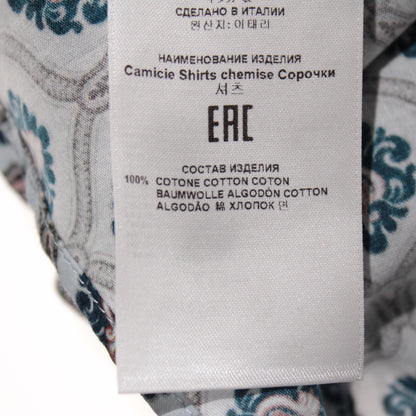 СДЕЛАНО В ИТАЛИИ
원산지: 이태리
НАИМЕНОВАНИЕ ИЗДЕЛИЯ
Camicie Shirts chemise Сорочки
셔츠
EAC
СОСТАВ ИЗДЕЛИЯ
100% COTONE COTTON COTON
BAUMWOLLE ALGODÓN COTTON
ALGODÃO 綿 ХЛОПОК 면